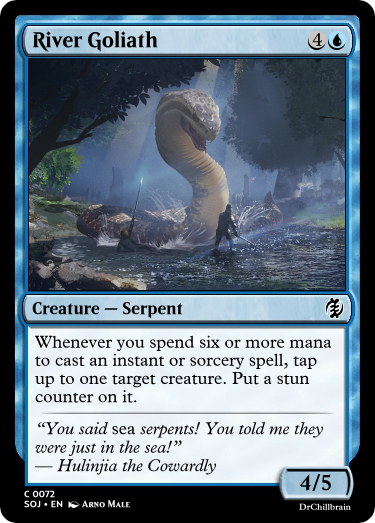 River Goliath 4
Creature — Serpent
Whenever you spend six or more mana
to cast an instant or sorcery spell, tap
up to one target creature. Put a stun
counter on it.
“You said sea serpents! You told me they
were just in the sea!”
— Hulinjia the Cowardly
4/5
C 0072
SOJ • EN Arno Male
DrChillbrain